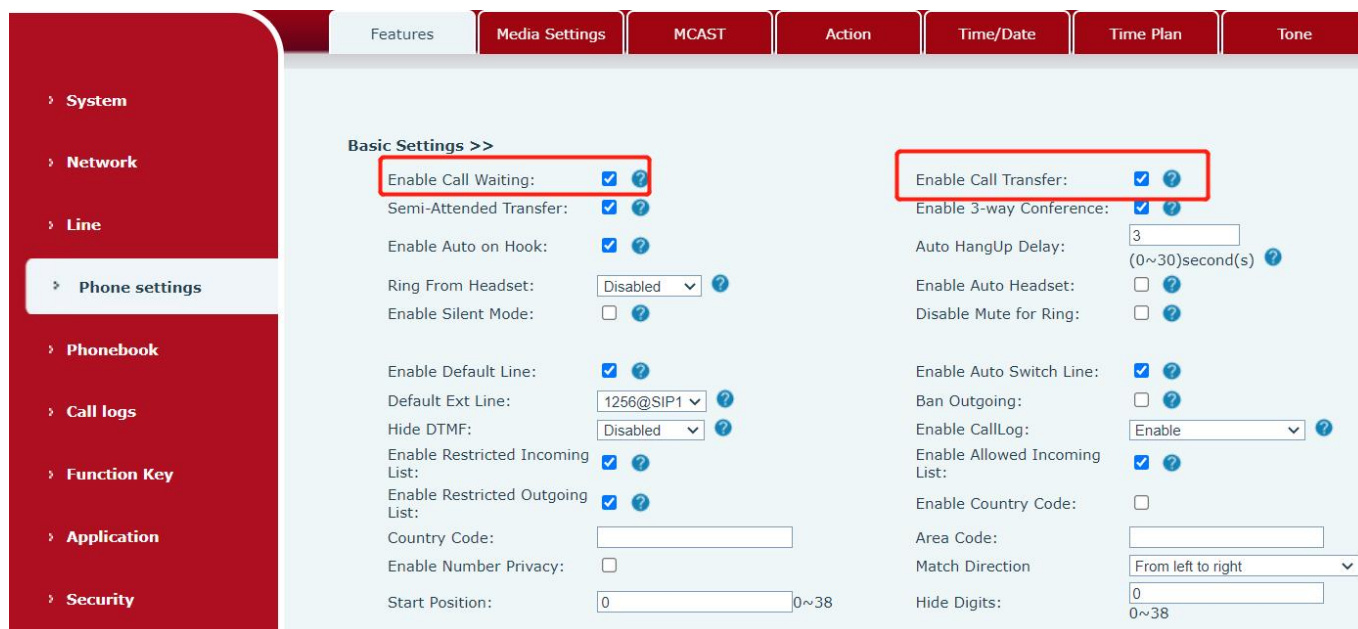 Features Media Settings MCAST Action Time/Date Time Plan Tone
System
Network
Line
Phone settings
Phonebook
Call logs
Function Key
Application
Security
Basic Settings >>
Enable Call Waiting: ? Enable Call Transfer: ?
Semi-Attended Transfer: ? Enable 3-way Conference: ?
Enable Auto on Hook: ? Auto HangUp Delay: 3
(0~30)second(s) ?
Ring From Headset: Disabled ? Enable Auto Headset: ?
Enable Silent Mode: ? Disable Mute for Ring: ?
Enable Default Line: ? Enable Auto Switch Line: ?
Default Ext Line: 1256@SIP1 ? Ban Outgoing: ?
Hide DTMF: Disabled ? Enable CallLog: Enable ?
Enable Restricted Incoming List: ? Enable Allowed Incoming List: ?
Enable Restricted Outgoing List: ? Enable Country Code:
Country Code: Area Code:
Enable Number Privacy: Match Direction From left to right
Start Position: 0 0~38 Hide Digits: 0
0~38